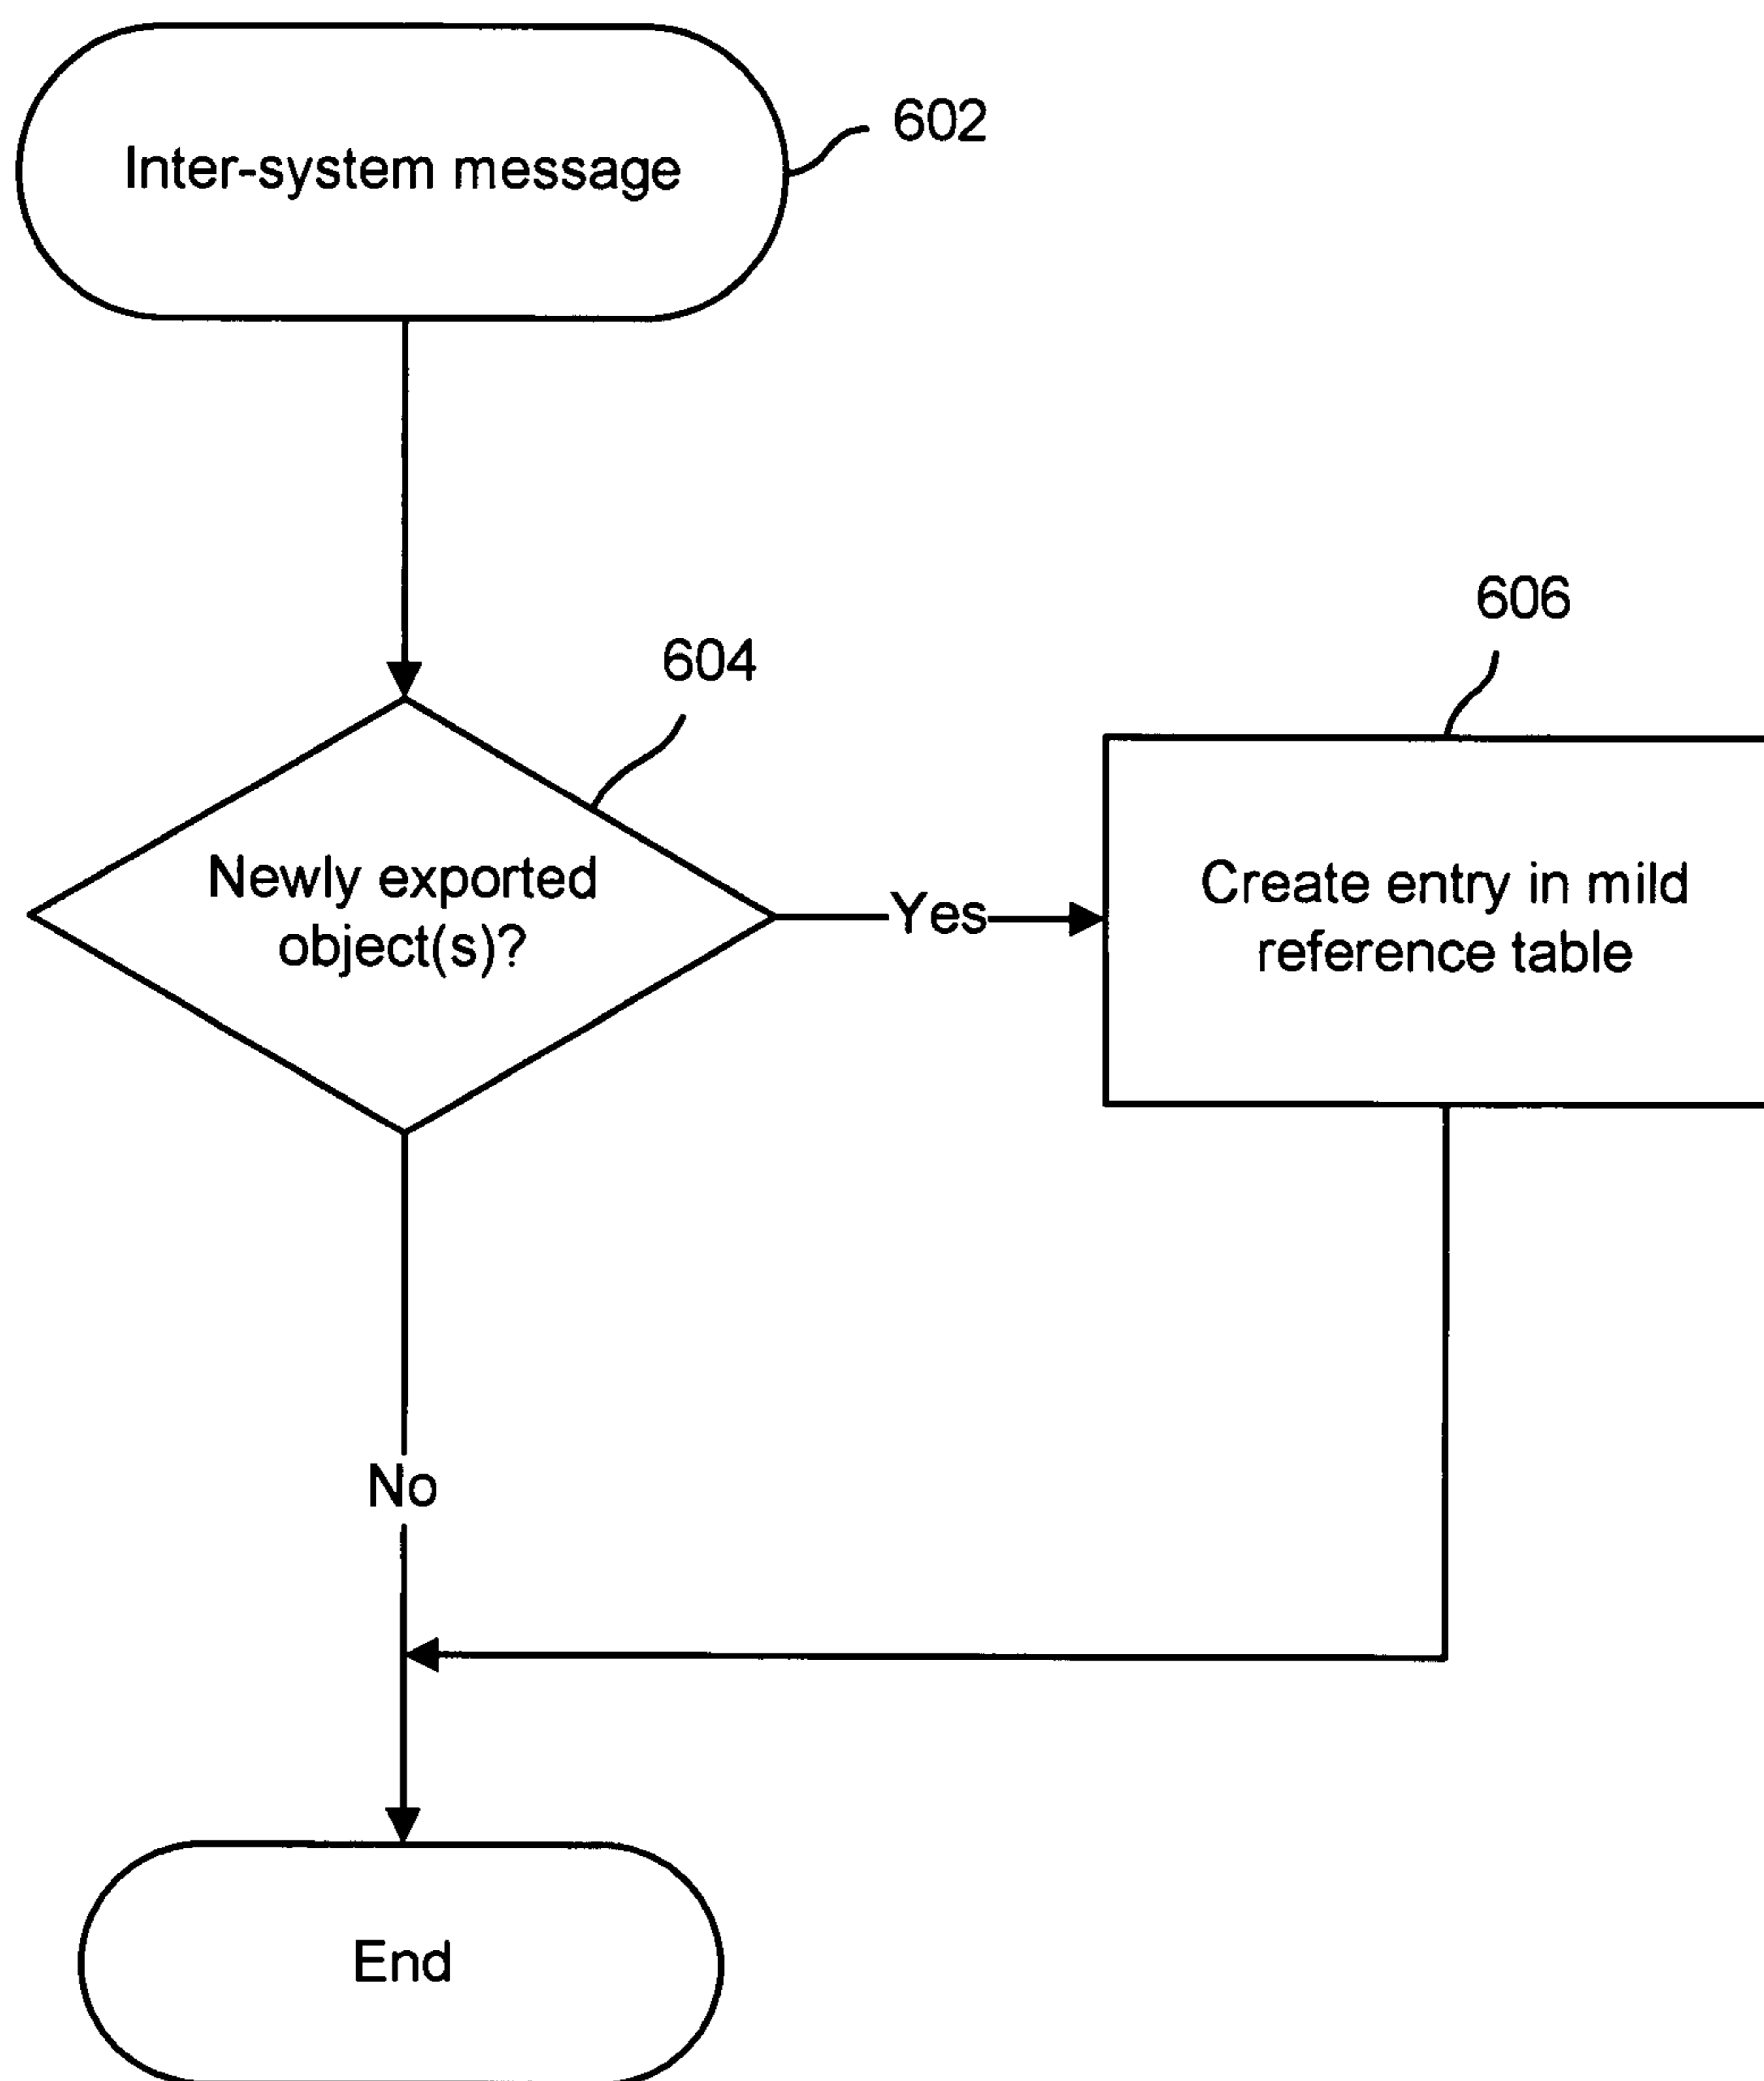 Inter-system message
602
604
Newly exported
object(s)?
Yes
606
Create entry in mild
reference table
No
End